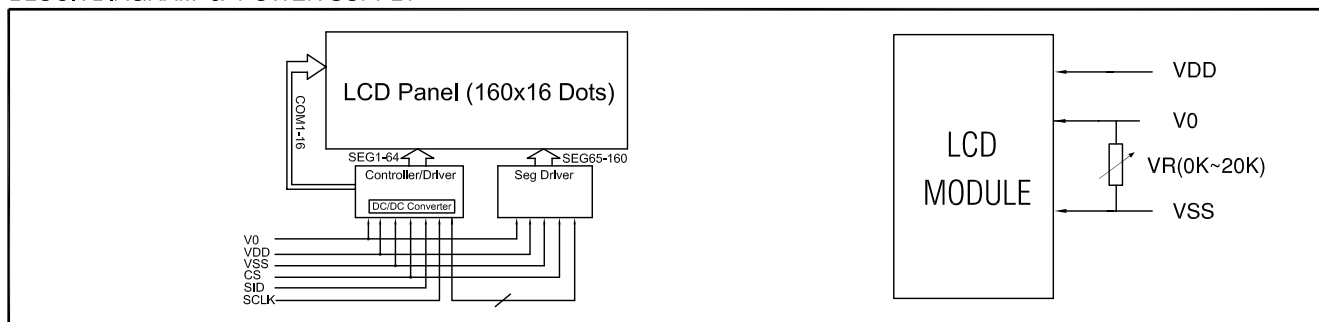 LCD Panel (160x16 Dots)
COM1-16
SEG1-64
SEG65-160
Controller/Driver
DC/DC Converter
Seg Driver
V0
VDD
VSS
CS
SID
SCLK
LCD
MODULE
VDD
V0
VR(0K~20K)
VSS